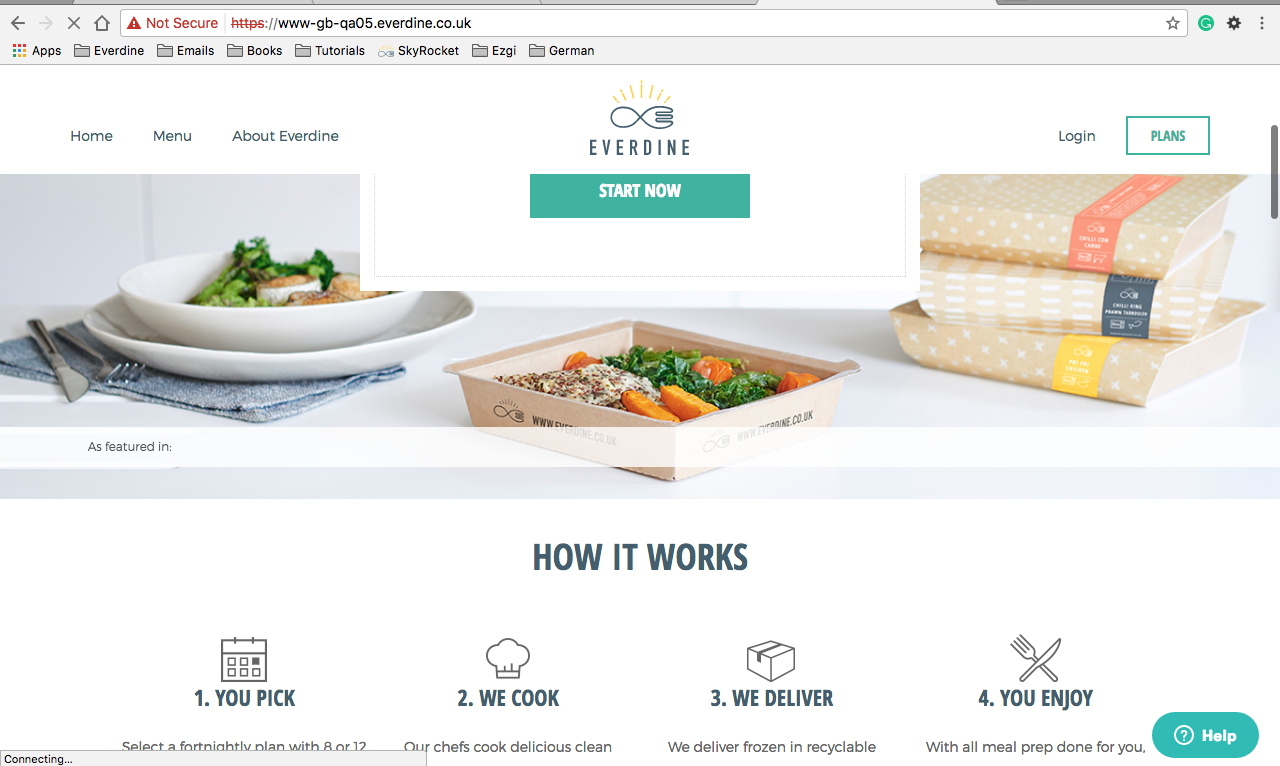 Not Secure https://www-gb-qa05.everdine.co.uk
Apps Everdine Emails Books Tutorials SkyRocket Ezgi German
Home Menu About Everdine
EVERDINE
Login PLANS
START NOW
CHILLI CON
CARNE
CHILLI KING
PRAWN TABBOULEH
PIRI PIRI
CHICKEN
WWW.EVERDINE.CO.UK
WWW.EVERDINE.CO.UK
As featured in:
HOW IT WORKS
1. YOU PICK
2. WE COOK
3. WE DELIVER
4. YOU ENJOY
Select a fortnightly plan with 8 or 12
Our chefs cook delicious clean
We deliver frozen in recyclable
With all meal prep done for you,
Help
Connecting...